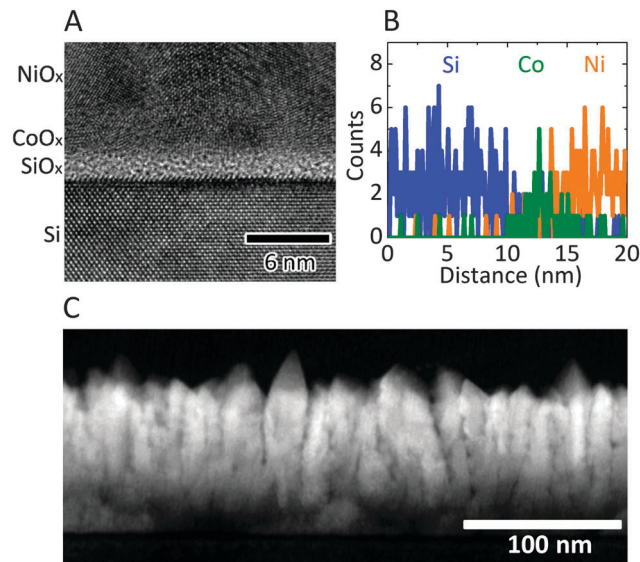 A
NiOₓ
CoOₓ
SiOₓ
Si
6 nm
B
Si Co Ni
Counts
8
6
4
2
0
0 5 10 15 20
Distance (nm)
C
100 nm